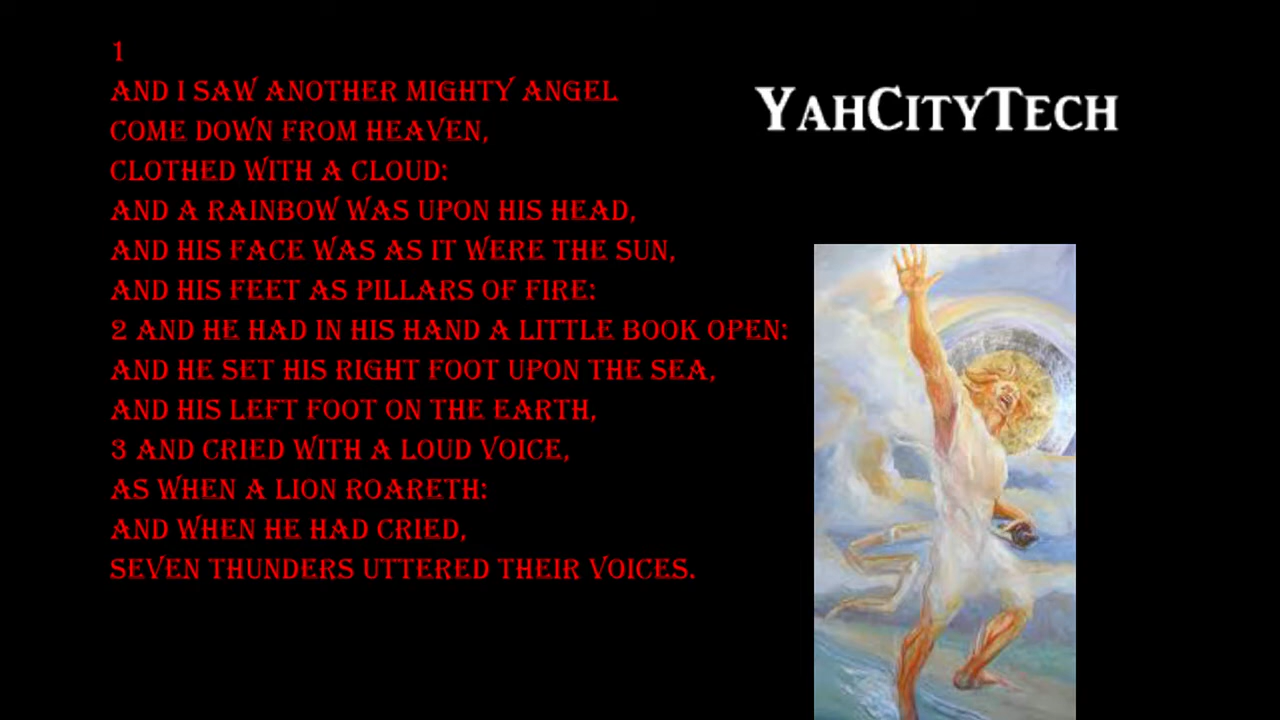 1
AND I SAW ANOTHER MIGHTY ANGEL
COME DOWN FROM HEAVEN,
CLOTHED WITH A CLOUD:
AND A RAINBOW WAS UPON HIS HEAD,
AND HIS FACE WAS AS IT WERE THE SUN,
AND HIS FEET AS PILLARS OF FIRE:
2 AND HE HAD IN HIS HAND A LITTLE BOOK OPEN:
AND HE SET HIS RIGHT FOOT UPON THE SEA,
AND HIS LEFT FOOT ON THE EARTH,
3 AND CRIED WITH A LOUD VOICE,
AS WHEN A LION ROARETH:
AND WHEN HE HAD CRIED,
SEVEN THUNDERS UTTERED THEIR VOICES.
YAHCITYTECH